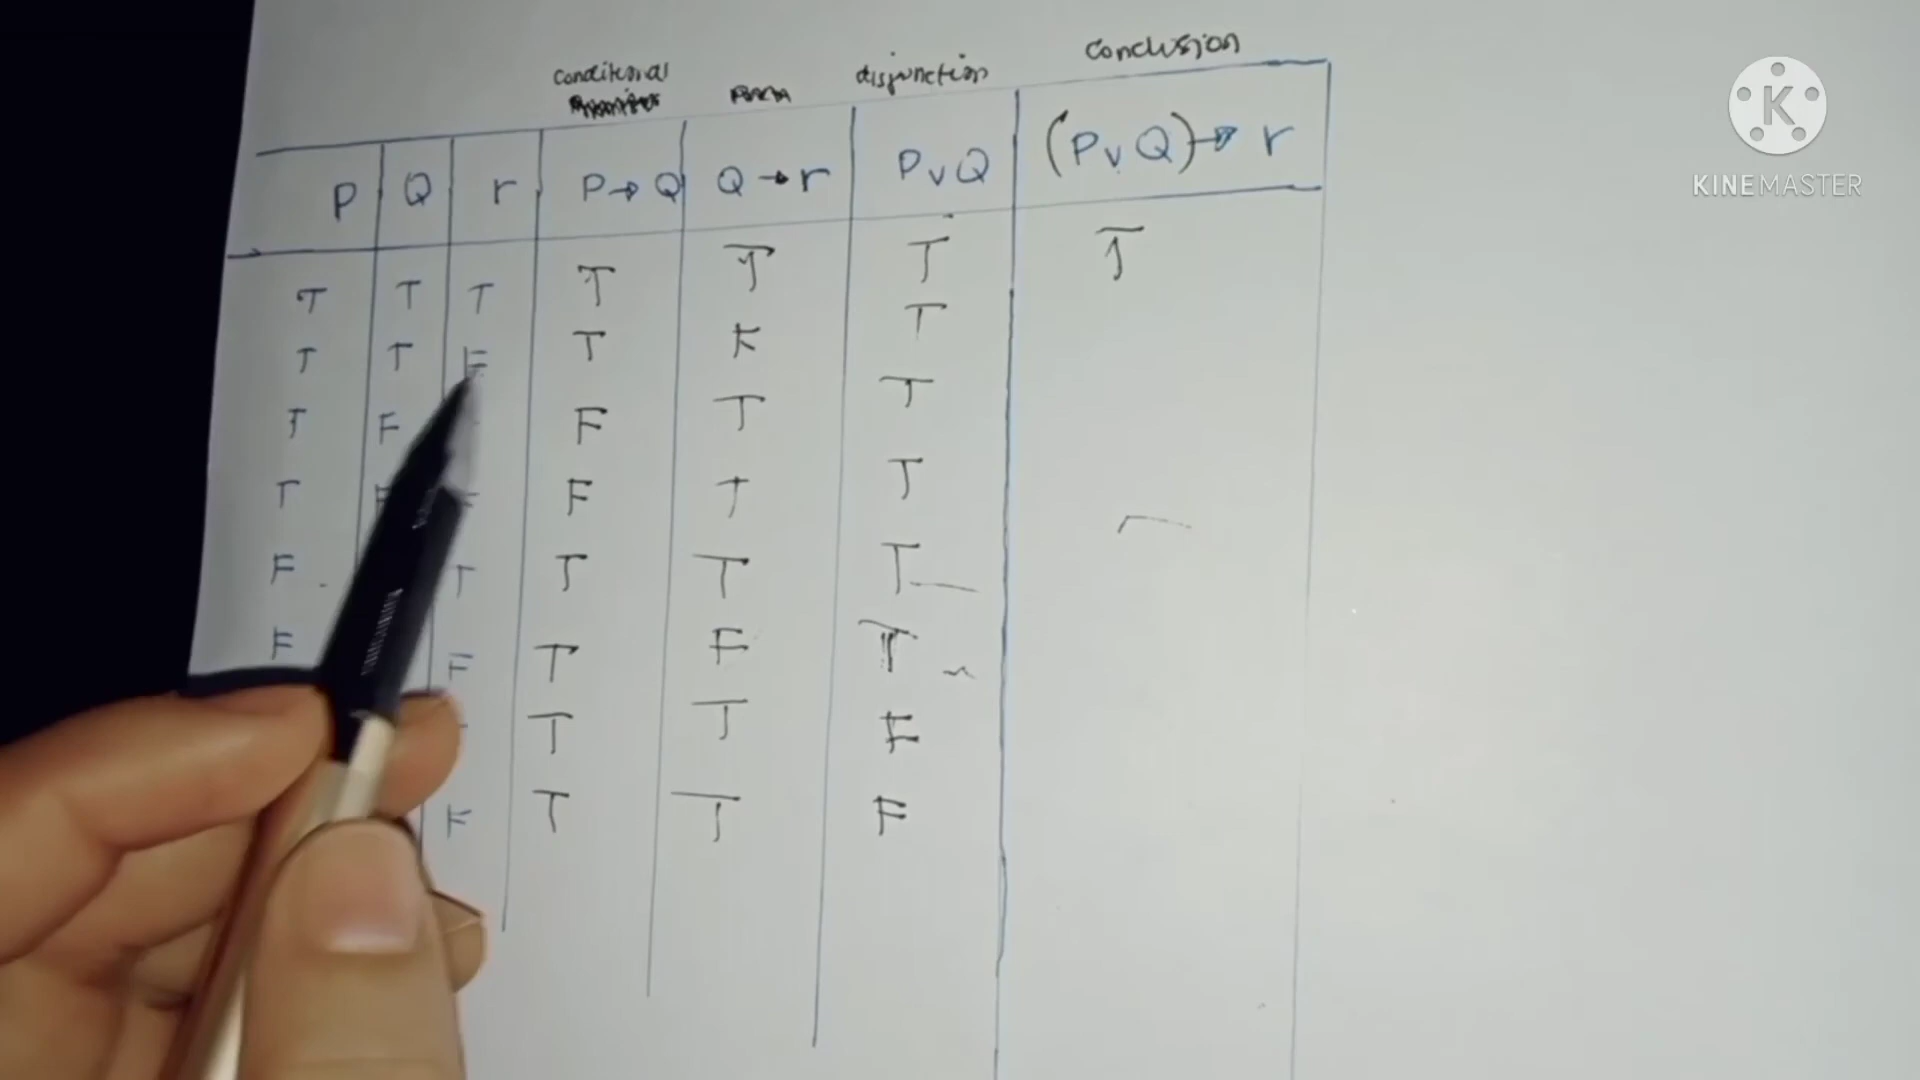 Conclusion
Conditional disjunction
P Q r P→Q Q→r P∨Q (P∨Q)→r
T T T T T T T
T T F T F T
T F F T T
T F T T
F T T T T
F F T F T
T T F
F T T F
K
KINEMASTER